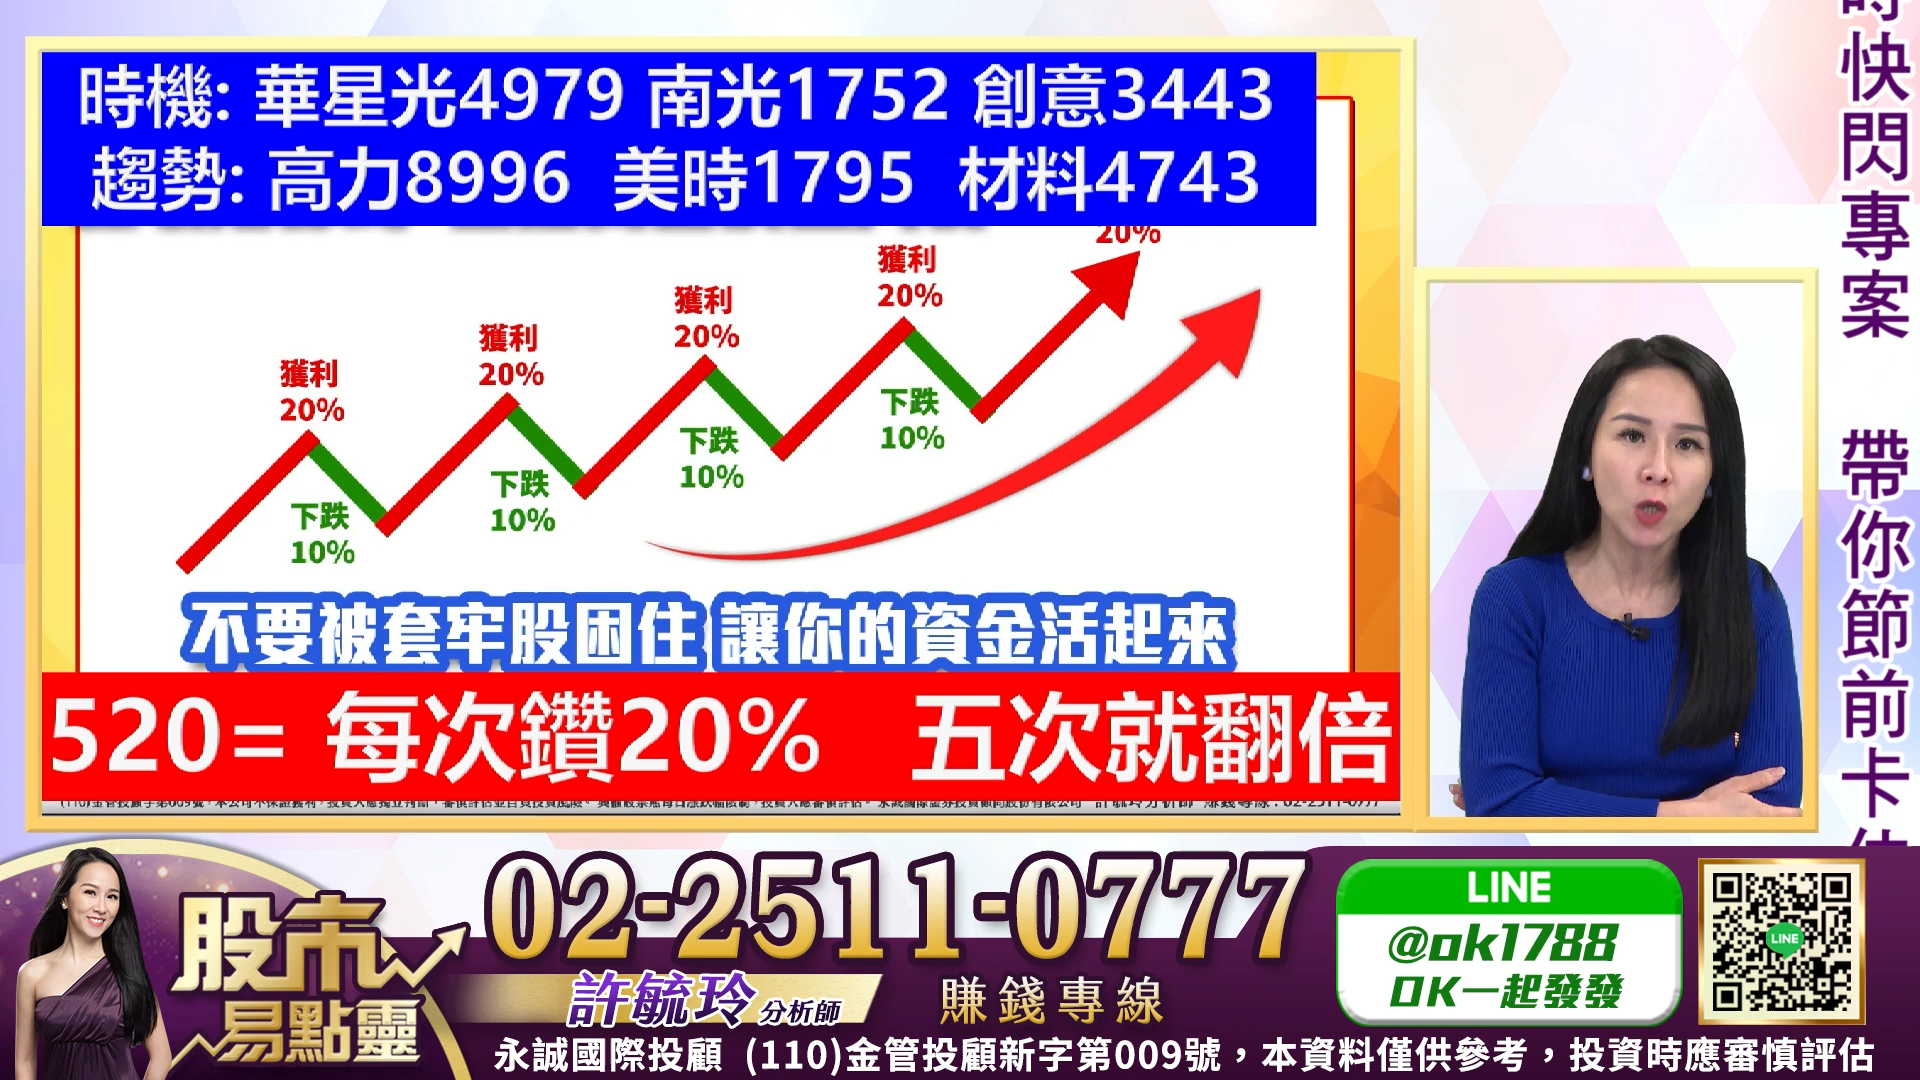 時機: 華星光4979 南光1752 創意3443
趨勢: 高力8996 美時1795 材料4743
獲利
20%
下跌
10%
獲利
20%
下跌
10%
獲利
20%
下跌
10%
獲利
20%
下跌
10%
20%
不要被套牢股困住 讓你的資金活起來
520= 每次鑽20% 五次就翻倍
時快閃專案 帶你節前卡位
股市
易點靈
02-2511-0777
許毓玲分析師 賺錢專線
LINE
@ok1788
OK一起發發
LINE
永誠國際投顧 (110)金管投顧新字第009號，本資料僅供參考，投資時應審慎評估